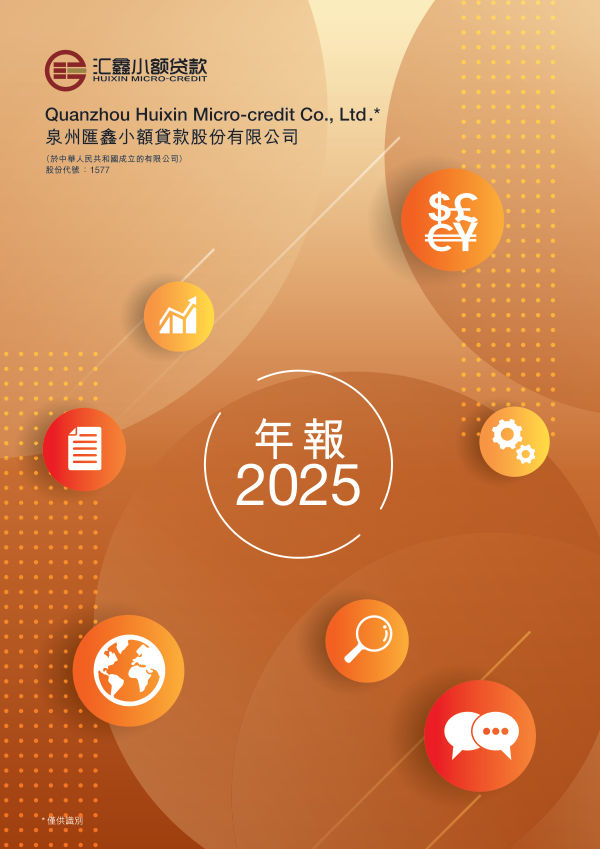 汇鑫小额贷款
HUIXIN MICRO-CREDIT
Quanzhou Huixin Micro-credit Co., Ltd.*
泉州匯鑫小額貸款股份有限公司
(於中華人民共和國成立的有限公司)
股份代號：1577
$£
€¥
年報
2025
* 僅供識別